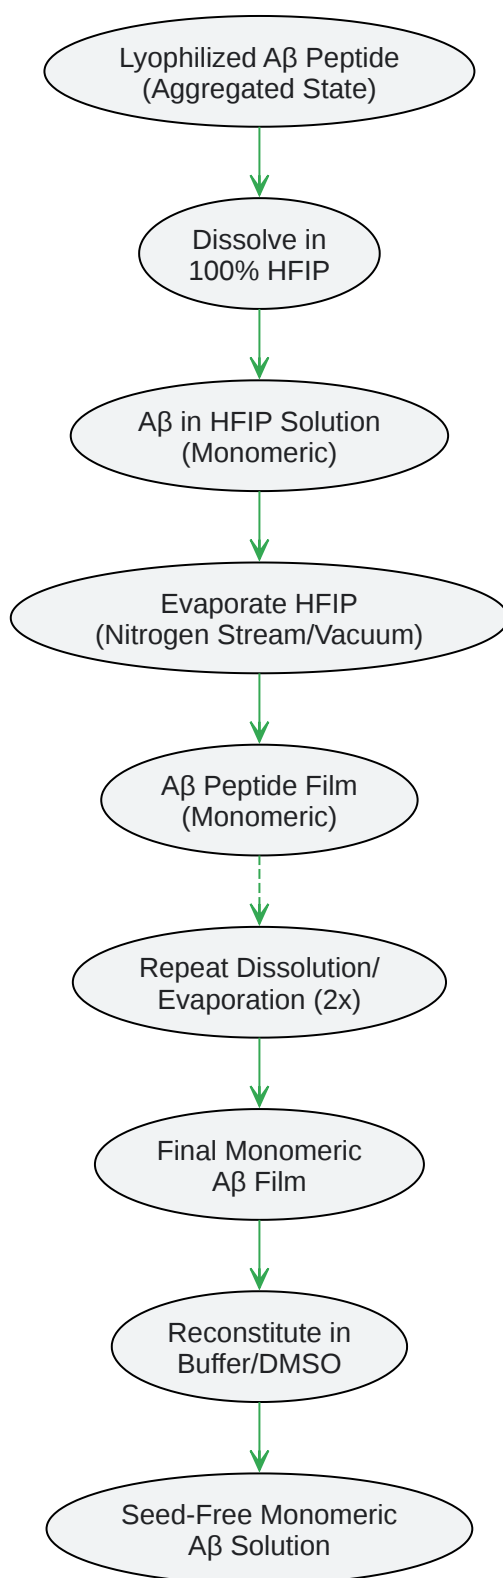 Lyophilized Aβ Peptide
(Aggregated State)
Dissolve in
100% HFIP
Aβ in HFIP Solution
(Monomeric)
Evaporate HFIP
(Nitrogen Stream/Vacuum)
Aβ Peptide Film
(Monomeric)
Repeat Dissolution/
Evaporation (2x)
Final Monomeric
Aβ Film
Reconstitute in
Buffer/DMSO
Seed-Free Monomeric
Aβ Solution